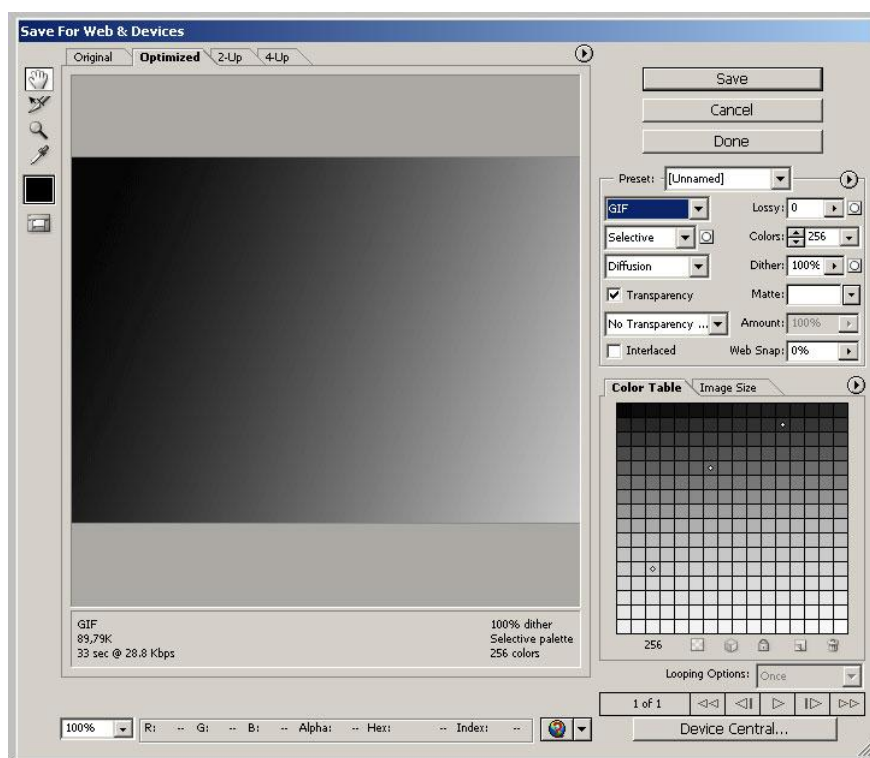 Save For Web & Devices
Original Optimized 2-Up 4-Up
Save
Cancel
Done
Preset: [Unnamed]
GIF Lossy: 0
Selective Colors: 256
Diffusion Dither: 100%
Transparency Matte:
No Transparency ... Amount: 100%
Interlaced Web Snap: 0%
Color Table Image Size
256
GIF
89,79K
33 sec @ 28.8 Kbps
100% dither
Selective palette
256 colors
Looping Options: Once
1 of 1
100% R: -- G: -- B: -- Alpha: -- Hex: -- Index: --
Device Central...